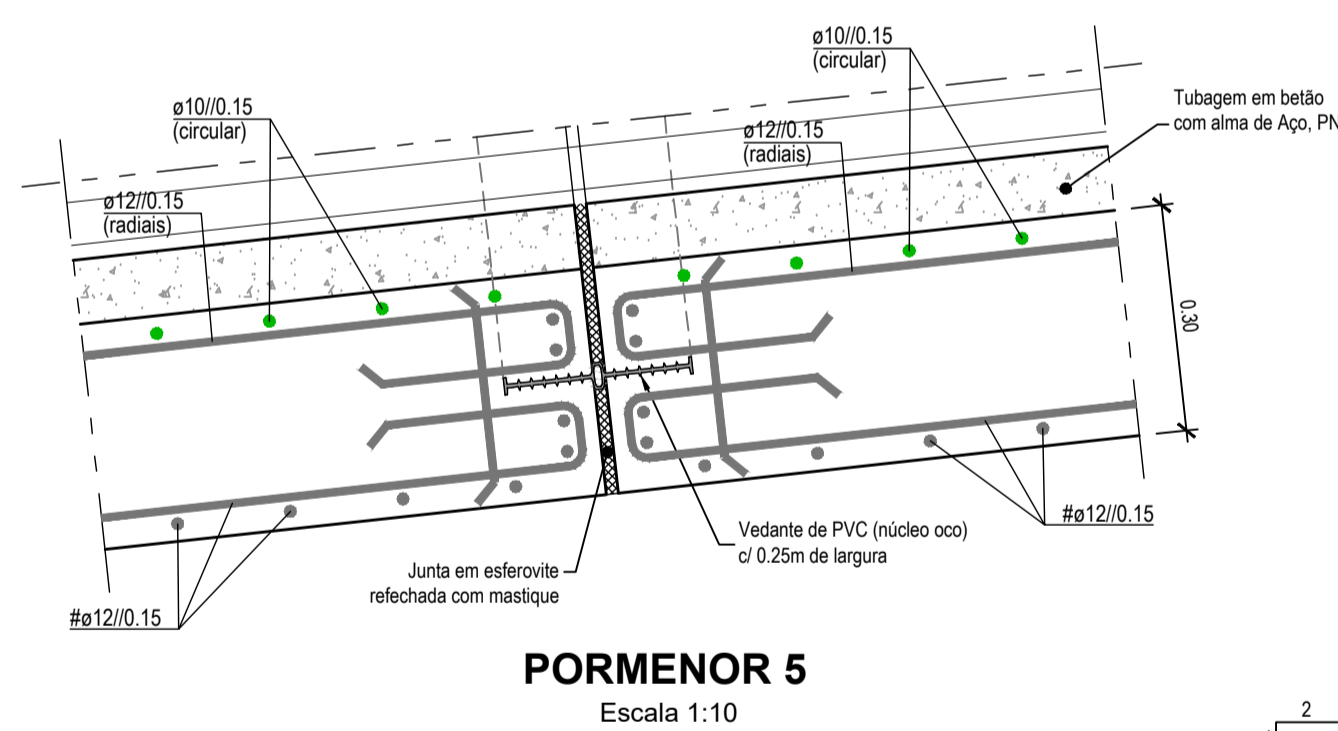 ø10//0.15
(circular)
ø10//0.15
(circular)
Tubagem em betão
com alma de Aço, PN
ø12//0.15
(radiais)
ø12//0.15
(radiais)
0.30
#ø12//0.15
Vedante de PVC (núcleo oco)
c/ 0.25m de largura
Junta em esferovite
refechada com mastique
#ø12//0.15
PORMENOR 5
Escala 1:10
2